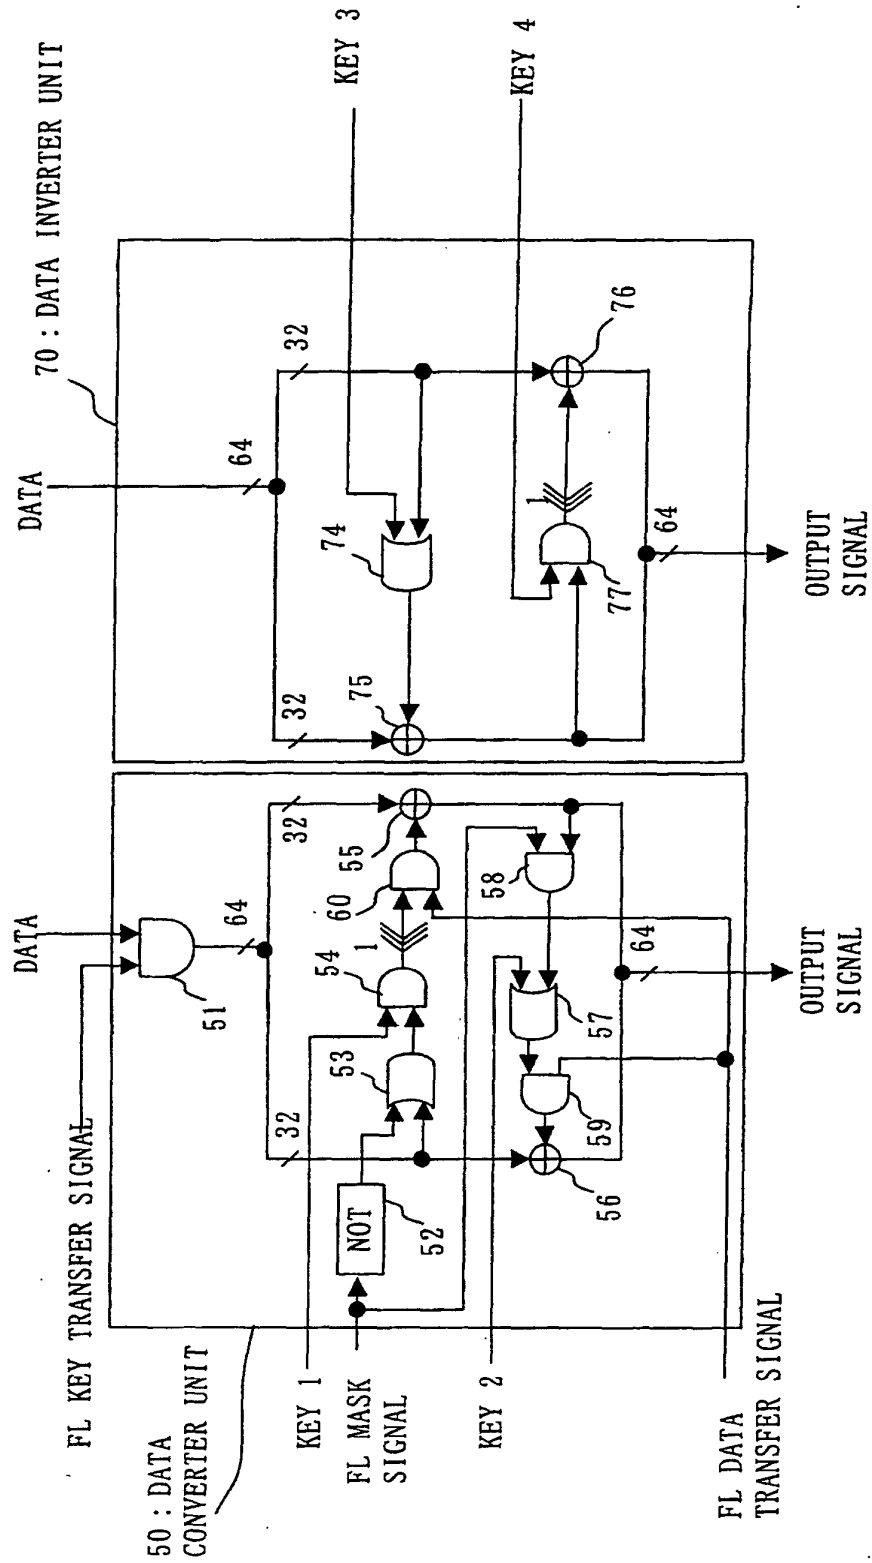 50 : DATA
CONVERTER UNIT
FL KEY TRANSFER SIGNAL
DATA
51
64
32
32
KEY 1
FL MASK
SIGNAL
NOT
52
53
54
1
60
55
KEY 2
56
59
57
58
64
FL DATA
TRANSFER SIGNAL
OUTPUT
SIGNAL
70 : DATA INVERTER UNIT
DATA
64
32
32
KEY 3
74
75
KEY 4
1
76
77
64
OUTPUT
SIGNAL